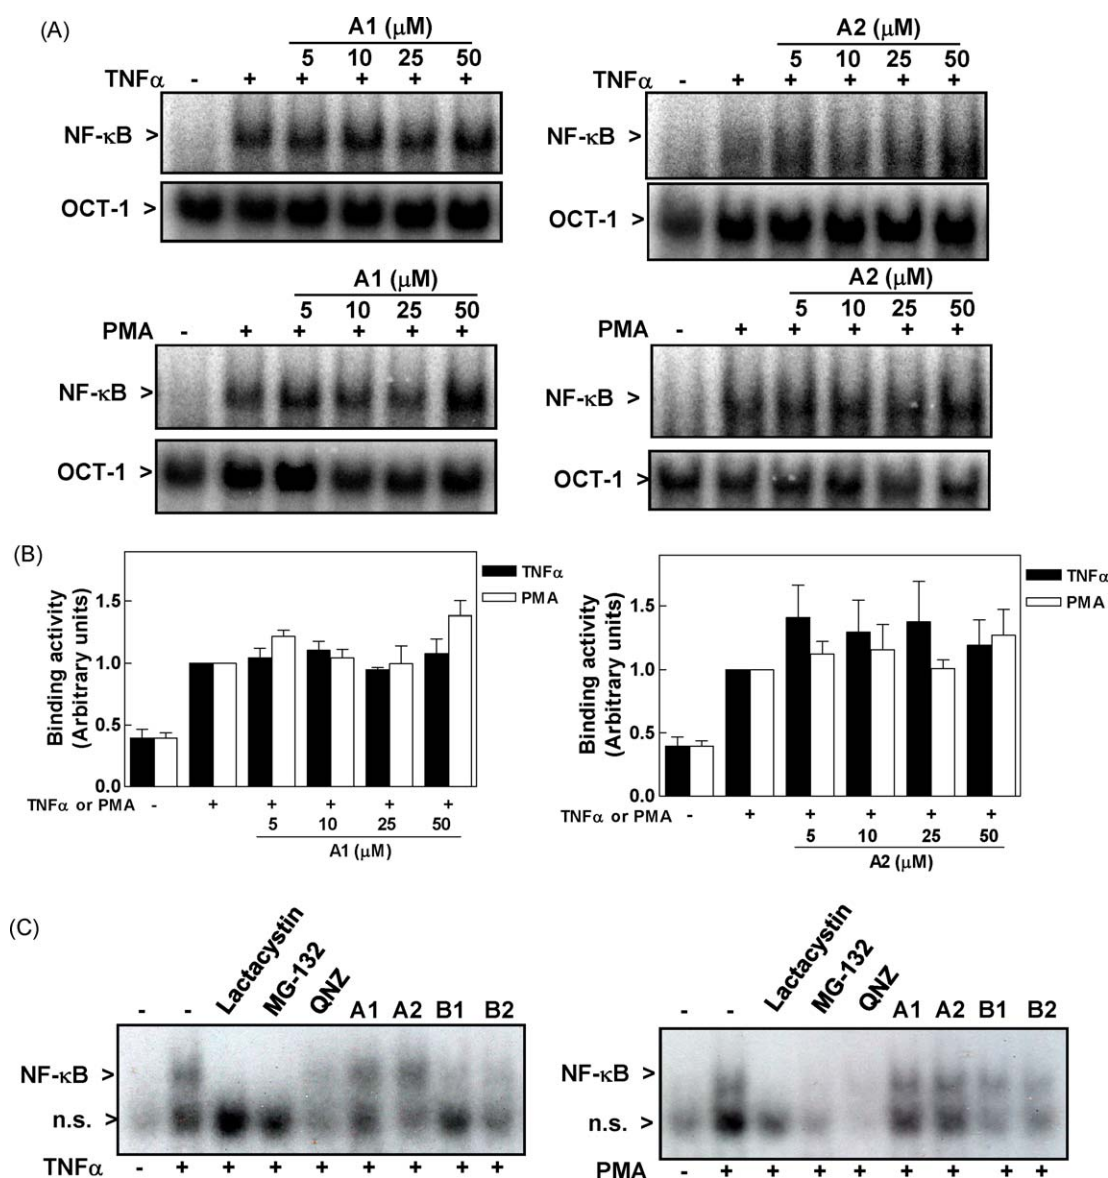 (A)
A1 (μM)
5 10 25 50
TNFα - + + + + +
NF-κB >
OCT-1 >
A2 (μM)
5 10 25 50
TNFα - + + + + +
NF-κB >
OCT-1 >
A1 (μM)
5 10 25 50
PMA - + + + + +
NF-κB >
OCT-1 >
A2 (μM)
5 10 25 50
PMA - + + + + +
NF-κB >
OCT-1 >
(B)
Binding activity
(Arbitrary units)
1.5
1.0
0.5
0.0
TNFα
PMA
TNFα or PMA - + + + + +
5 10 25 50
A1 (μM)
Binding activity
(Arbitrary units)
1.5
1.0
0.5
0.0
TNFα
PMA
TNFα or PMA - + + + + +
5 10 25 50
A2 (μM)
(C)
- - Lactacystin MG-132 QNZ A1 A2 B1 B2
NF-κB >
n.s. >
TNFα - + + + + + + + +
- - Lactacystin MG-132 QNZ A1 A2 B1 B2
NF-κB >
n.s. >
PMA - + + + + + + + +